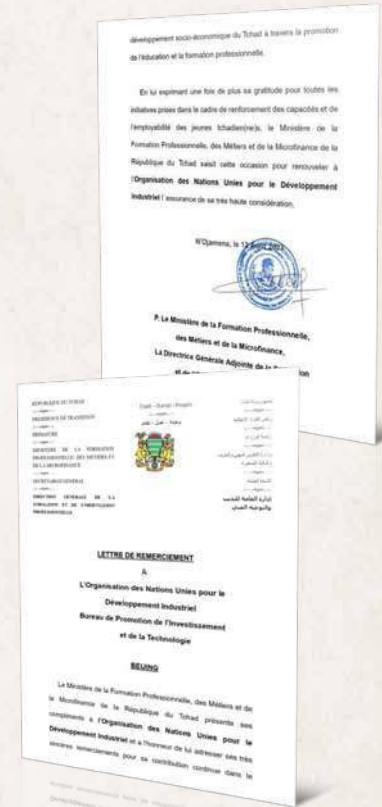 développement socio-économique du Tchad à travers la promotion
de l'éducation et la formation professionnelle.
En lui exprimant une fois de plus sa gratitude pour toutes les
initiatives prises dans le cadre de renforcement des capacités et de
l'employabilité des jeunes tchadien(ne)s, le Ministère de la
Formation Professionnelle, des Métiers et de la Microfinance de la
République du Tchad saisit cette occasion pour renouveler à
l'Organisation des Nations Unies pour le Développement
Industriel l'assurance de sa très haute considération.
N'Djamena, le 12
P. Le Ministère de la Formation Professionnelle,
des Métiers et de la Microfinance,
La Directrice Générale Adjointe de la
REPUBLIQUE DU TCHAD
PRESIDENCE DE TRANSITION
PRIMATURE
MINISTERE DE LA FORMATION
PROFESSIONNELLE, DES METIERS ET
DE LA MICROFINANCE
SECRETARIAT GENERAL
DIRECTION GENERALE DE LA
FORMATION ET DE
PROFESSIONNELLE
Unité - Travail - Progrès
وحدة - عمل - تقدم
LETTRE DE REMERCIEMENT
A
L'Organisation des Nations Unies pour le
Développement Industriel
Bureau de Promotion de l'Investissement
et de la Technologie
BEIJING
Le Ministère de la Formation Professionnelle, des Métiers et de
la Microfinance de la République du Tchad présente ses
compliments à l'Organisation des Nations Unies pour le
Développement Industriel et a l'honneur de lui adresser ses très
sincères remerciements pour sa contribution continue dans le